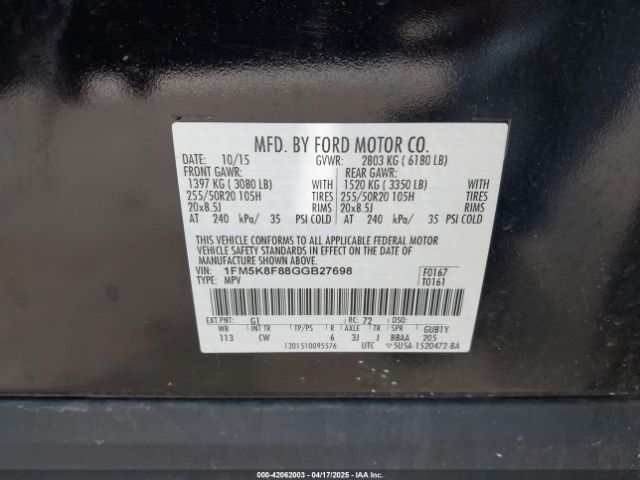 MFD. BY FORD MOTOR CO.
DATE: 10/15 GVWR: 2803 KG ( 6180 LB)
FRONT GAWR: REAR GAWR:
1397 KG ( 3080 LB) WITH 1520 KG ( 3350 LB) WITH
255/50R20 105H TIRES 255/50R20 105H TIRES
20x8.5J RIMS 20x8.5J RIMS
AT 240 kPa/ 35 PSI COLD AT 240 kPa/ 35 PSI COLD
THIS VEHICLE CONFORMS TO ALL APPLICABLE FEDERAL MOTOR
VEHICLE SAFETY STANDARDS IN EFFECT ON THE DATE OF
MANUFACTURE SHOWN ABOVE.
VIN: 1FM5K8F88GGB27698 F0167
TYPE: MPV T0161
EXT PNT: G1 RC: 72 DSO:
WB INT TR TP/PS R AXLE TR SPR GUB1Y
113 CW 6 3J J BBAA 205
1201510095376 UTC 5U5A-1520472-BA
000-42062003 - 04/17/2025 - IAAI.COM